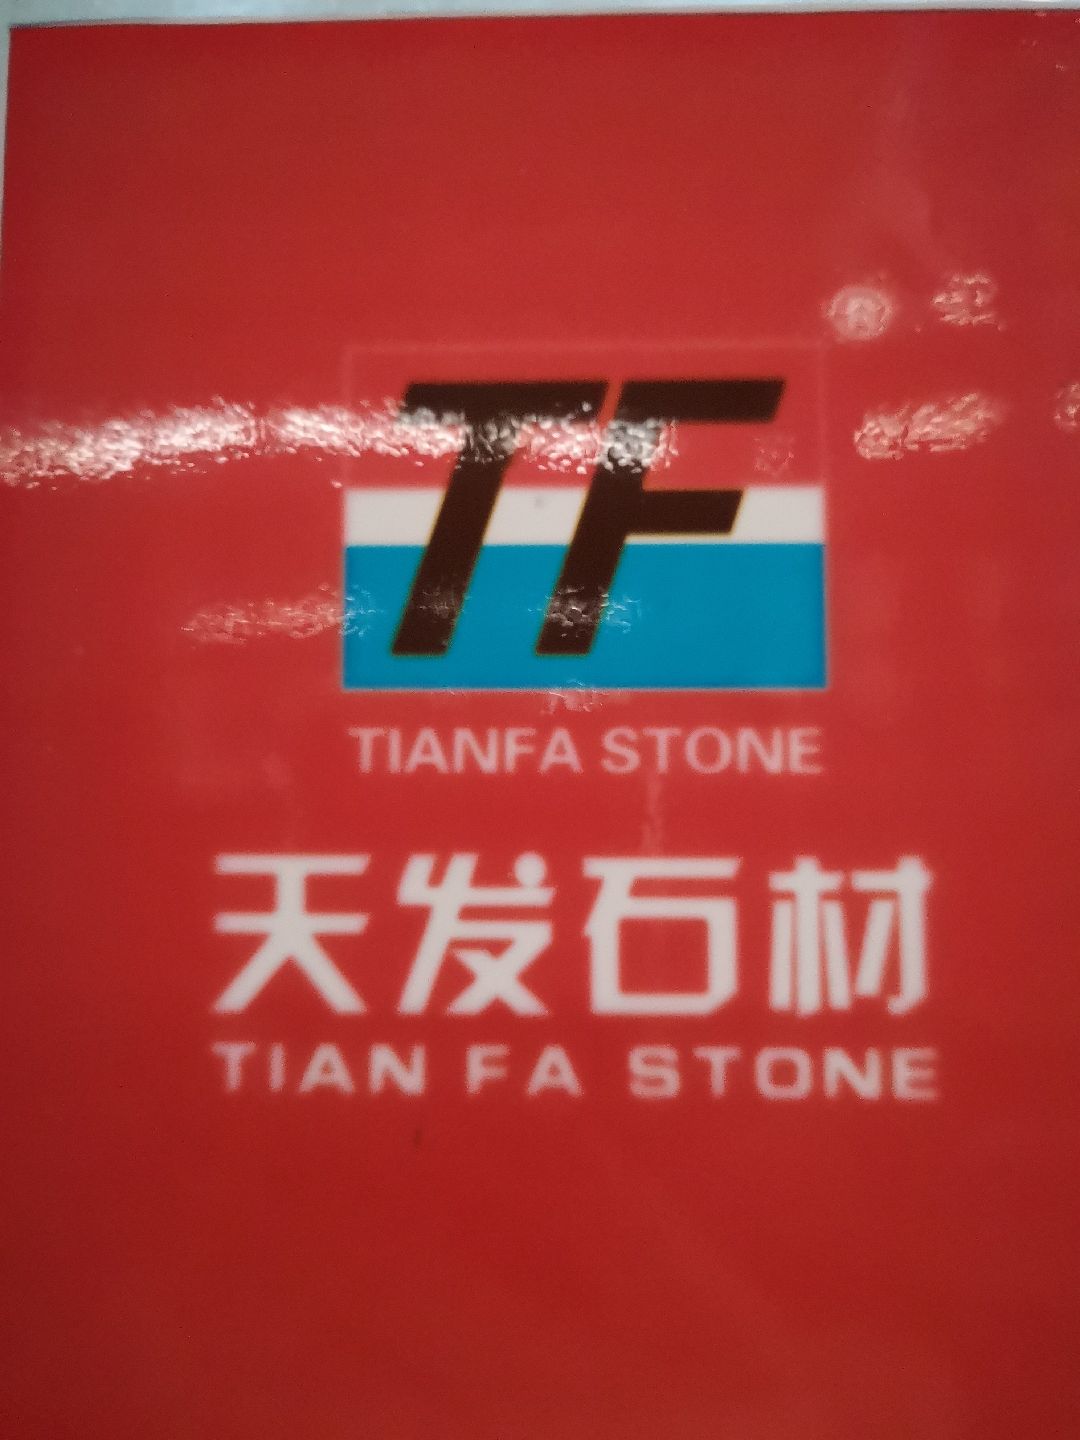 ®
TF
TIANFA STONE
天发石材
TIAN FA STONE